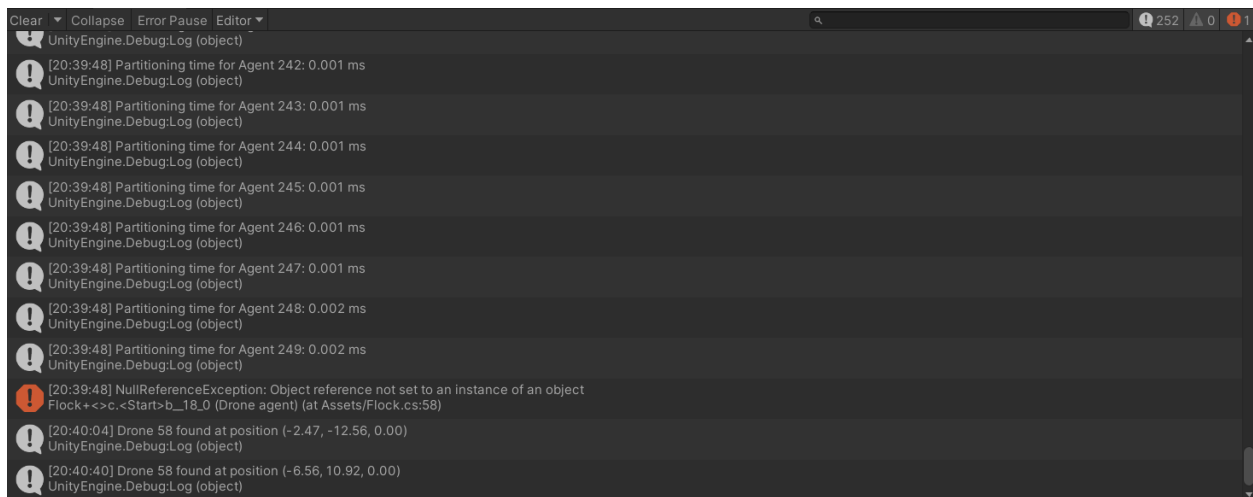 Clear Collapse Error Pause Editor 252 0 1
UnityEngine.Debug:Log (object)
[20:39:48] Partitioning time for Agent 242: 0.001 ms
UnityEngine.Debug:Log (object)
[20:39:48] Partitioning time for Agent 243: 0.001 ms
UnityEngine.Debug:Log (object)
[20:39:48] Partitioning time for Agent 244: 0.001 ms
UnityEngine.Debug:Log (object)
[20:39:48] Partitioning time for Agent 245: 0.001 ms
UnityEngine.Debug:Log (object)
[20:39:48] Partitioning time for Agent 246: 0.001 ms
UnityEngine.Debug:Log (object)
[20:39:48] Partitioning time for Agent 247: 0.001 ms
UnityEngine.Debug:Log (object)
[20:39:48] Partitioning time for Agent 248: 0.002 ms
UnityEngine.Debug:Log (object)
[20:39:48] Partitioning time for Agent 249: 0.002 ms
UnityEngine.Debug:Log (object)
[20:39:48] NullReferenceException: Object reference not set to an instance of an object
Flock+<>c.<Start>b__18_0 (Drone agent) (at Assets/Flock.cs:58)
[20:40:04] Drone 58 found at position (-2.47, -12.56, 0.00)
UnityEngine.Debug:Log (object)
[20:40:40] Drone 58 found at position (-6.56, 10.92, 0.00)
UnityEngine.Debug:Log (object)